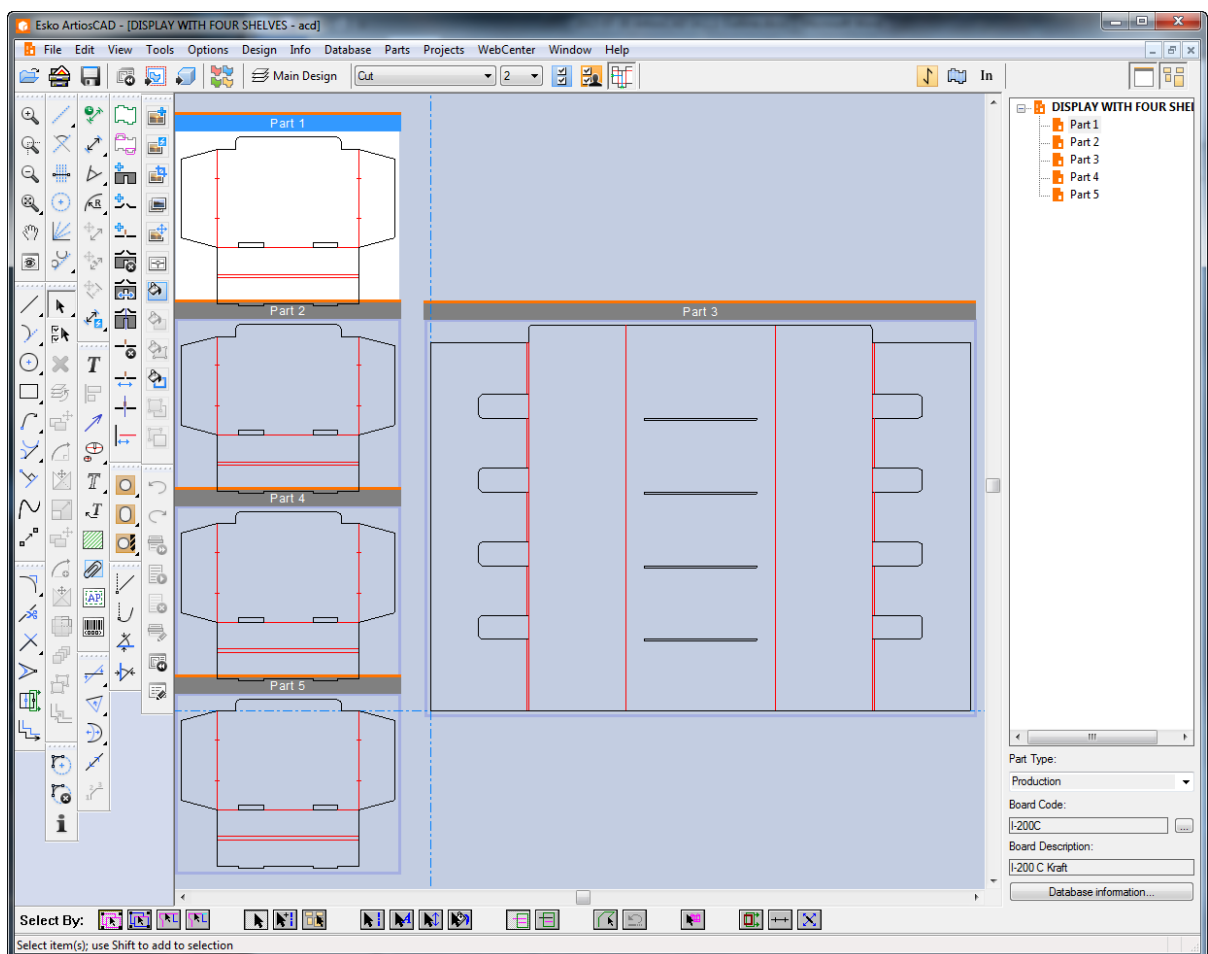 Esko ArtiosCAD - [DISPLAY WITH FOUR SHELVES - acd]
File Edit View Tools Options Design Info Database Parts Projects WebCenter Window Help
Main Design Cut 2 In
Part 1
Part 2
Part 3
Part 4
Part 5
DISPLAY WITH FOUR SHE
Part 1
Part 2
Part 3
Part 4
Part 5
Part Type:
Production
Board Code:
I-200C
...
Board Description:
I-200 C Kraft
Database information...
Select By:
Select item(s); use Shift to add to selection